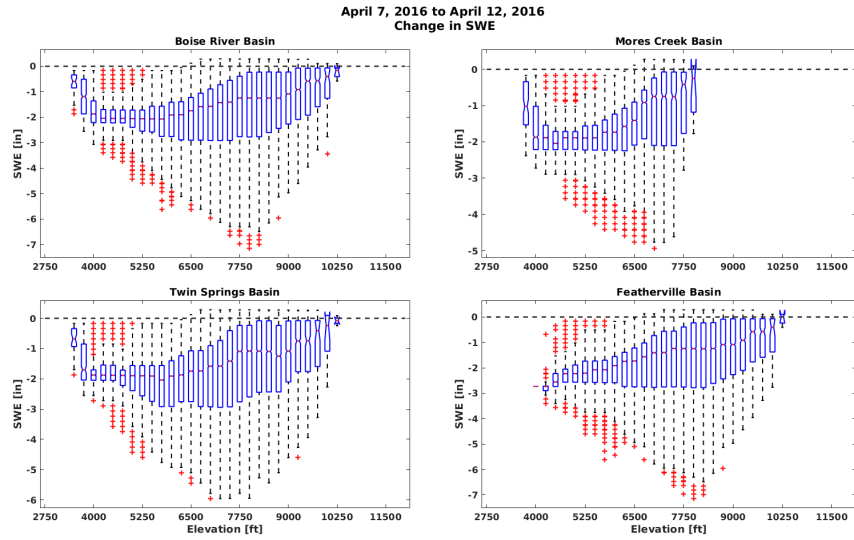 April 7, 2016 to April 12, 2016
Change in SWE
Boise River Basin
SWE [in]
0
-1
-2
-3
-4
-5
-6
-7
2750 4000 5250 6500 7750 9000 10250 11500
Mores Creek Basin
SWE [in]
0
-1
-2
-3
-4
-5
2750 4000 5250 6500 7750 9000 10250 11500
Twin Springs Basin
SWE [in]
0
-1
-2
-3
-4
-5
-6
2750 4000 5250 6500 7750 9000 10250 11500
Elevation [ft]
Featherville Basin
SWE [in]
0
-1
-2
-3
-4
-5
-6
-7
2750 4000 5250 6500 7750 9000 10250 11500
Elevation [ft]